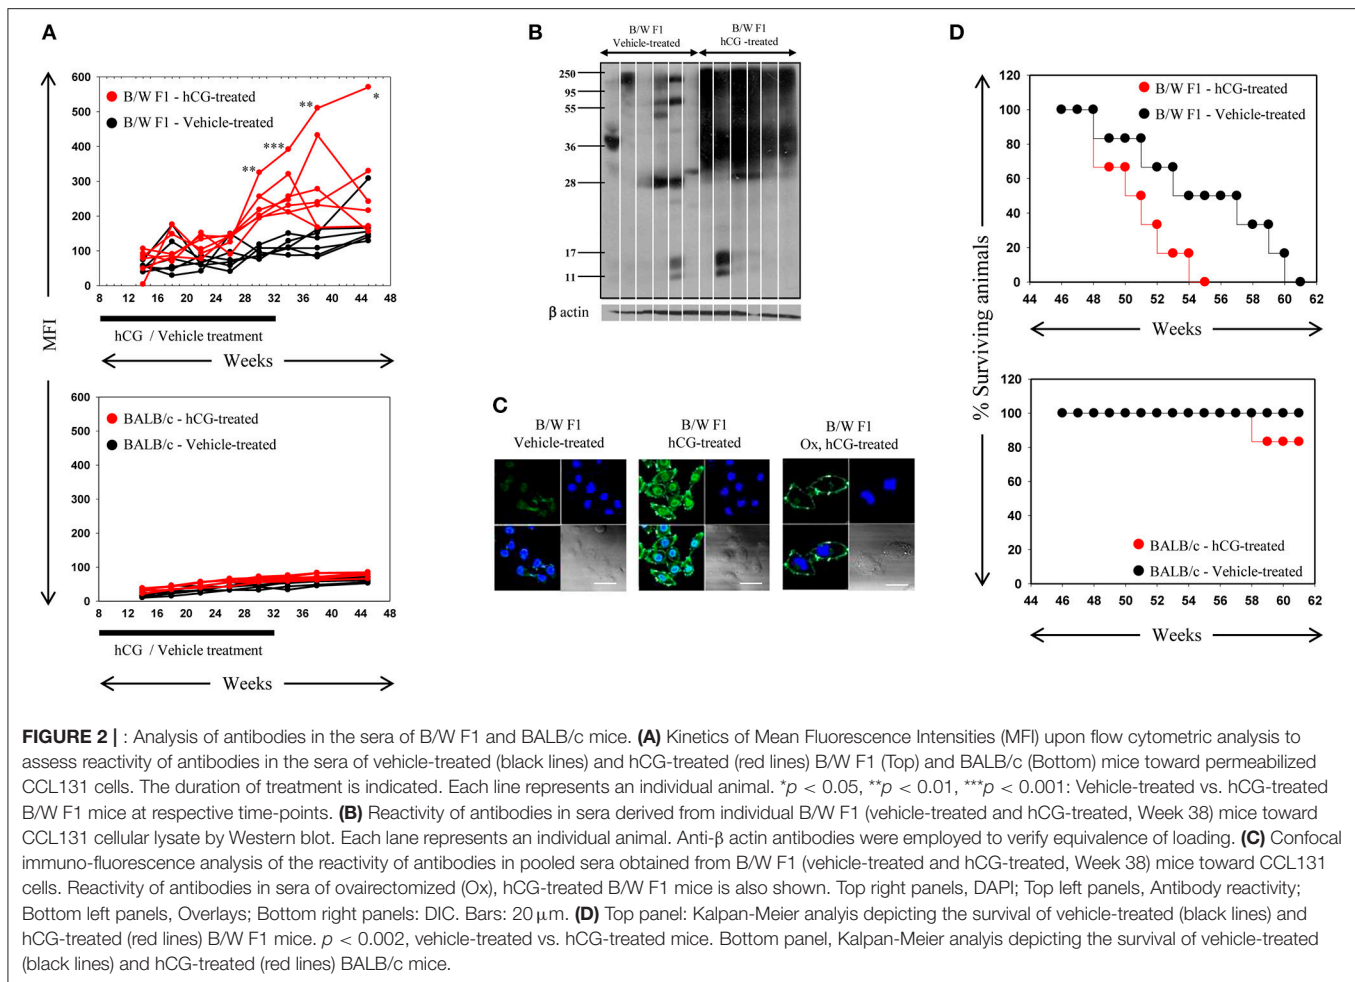 A
600
500
400
300
200
100
0
B/W F1 - hCG-treated
B/W F1 - Vehicle-treated
**
***
**
*
8 12 16 20 24 28 32 36 40 44 48
hCG / Vehicle treatment
Weeks
MFI
600
500
400
300
200
100
0
BALB/c - hCG-treated
BALB/c - Vehicle-treated
8 12 16 20 24 28 32 36 40 44 48
hCG / Vehicle treatment
Weeks
B
B/W F1
Vehicle-treated
B/W F1
hCG -treated
250
95
55
36
28
17
11
β actin
C
B/W F1
Vehicle-treated
B/W F1
hCG-treated
B/W F1
Ox, hCG-treated
D
% Surviving animals
120
100
80
60
40
20
0
B/W F1 - hCG-treated
B/W F1 - Vehicle-treated
44 46 48 50 52 54 56 58 60 62
Weeks
120
100
80
60
40
20
0
BALB/c - hCG-treated
BALB/c - Vehicle-treated
44 46 48 50 52 54 56 58 60 62
Weeks
FIGURE 2 | : Analysis of antibodies in the sera of B/W F1 and BALB/c mice. (A) Kinetics of Mean Fluorescence Intensities (MFI) upon flow cytometric analysis to
assess reactivity of antibodies in the sera of vehicle-treated (black lines) and hCG-treated (red lines) B/W F1 (Top) and BALB/c (Bottom) mice toward permeabilized
CCL131 cells. The duration of treatment is indicated. Each line represents an individual animal. *p < 0.05, **p < 0.01, ***p < 0.001: Vehicle-treated vs. hCG-treated
B/W F1 mice at respective time-points. (B) Reactivity of antibodies in sera derived from individual B/W F1 (vehicle-treated and hCG-treated, Week 38) mice toward
CCL131 cellular lysate by Western blot. Each lane represents an individual animal. Anti-β actin antibodies were employed to verify equivalence of loading. (C) Confocal
immuno-fluorescence analysis of the reactivity of antibodies in pooled sera obtained from B/W F1 (vehicle-treated and hCG-treated, Week 38) mice toward CCL131
cells. Reactivity of antibodies in sera of ovairectomized (Ox), hCG-treated B/W F1 mice is also shown. Top right panels, DAPI; Top left panels, Antibody reactivity;
Bottom left panels, Overlays; Bottom right panels: DIC. Bars: 20 μm. (D) Top panel: Kalpan-Meier analyis depicting the survival of vehicle-treated (black lines) and
hCG-treated (red lines) B/W F1 mice. p < 0.002, vehicle-treated vs. hCG-treated mice. Bottom panel, Kalpan-Meier analyis depicting the survival of vehicle-treated
(black lines) and hCG-treated (red lines) BALB/c mice.